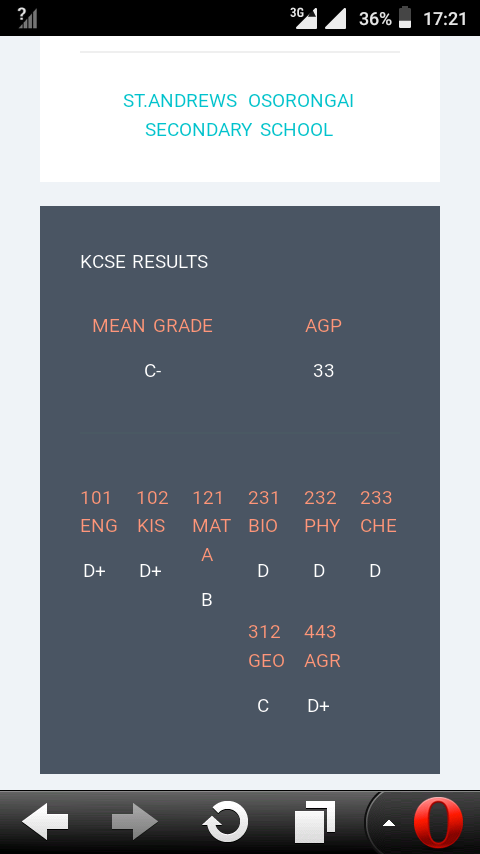 ? 3G 36% 17:21
ST.ANDREWS OSORONGAI
SECONDARY SCHOOL
KCSE RESULTS
MEAN GRADE AGP
C- 33
101 102 121 231 232 233
ENG KIS MAT BIO PHY CHE
A
D+ D+ D D D
B
312 443
GEO AGR
C D+